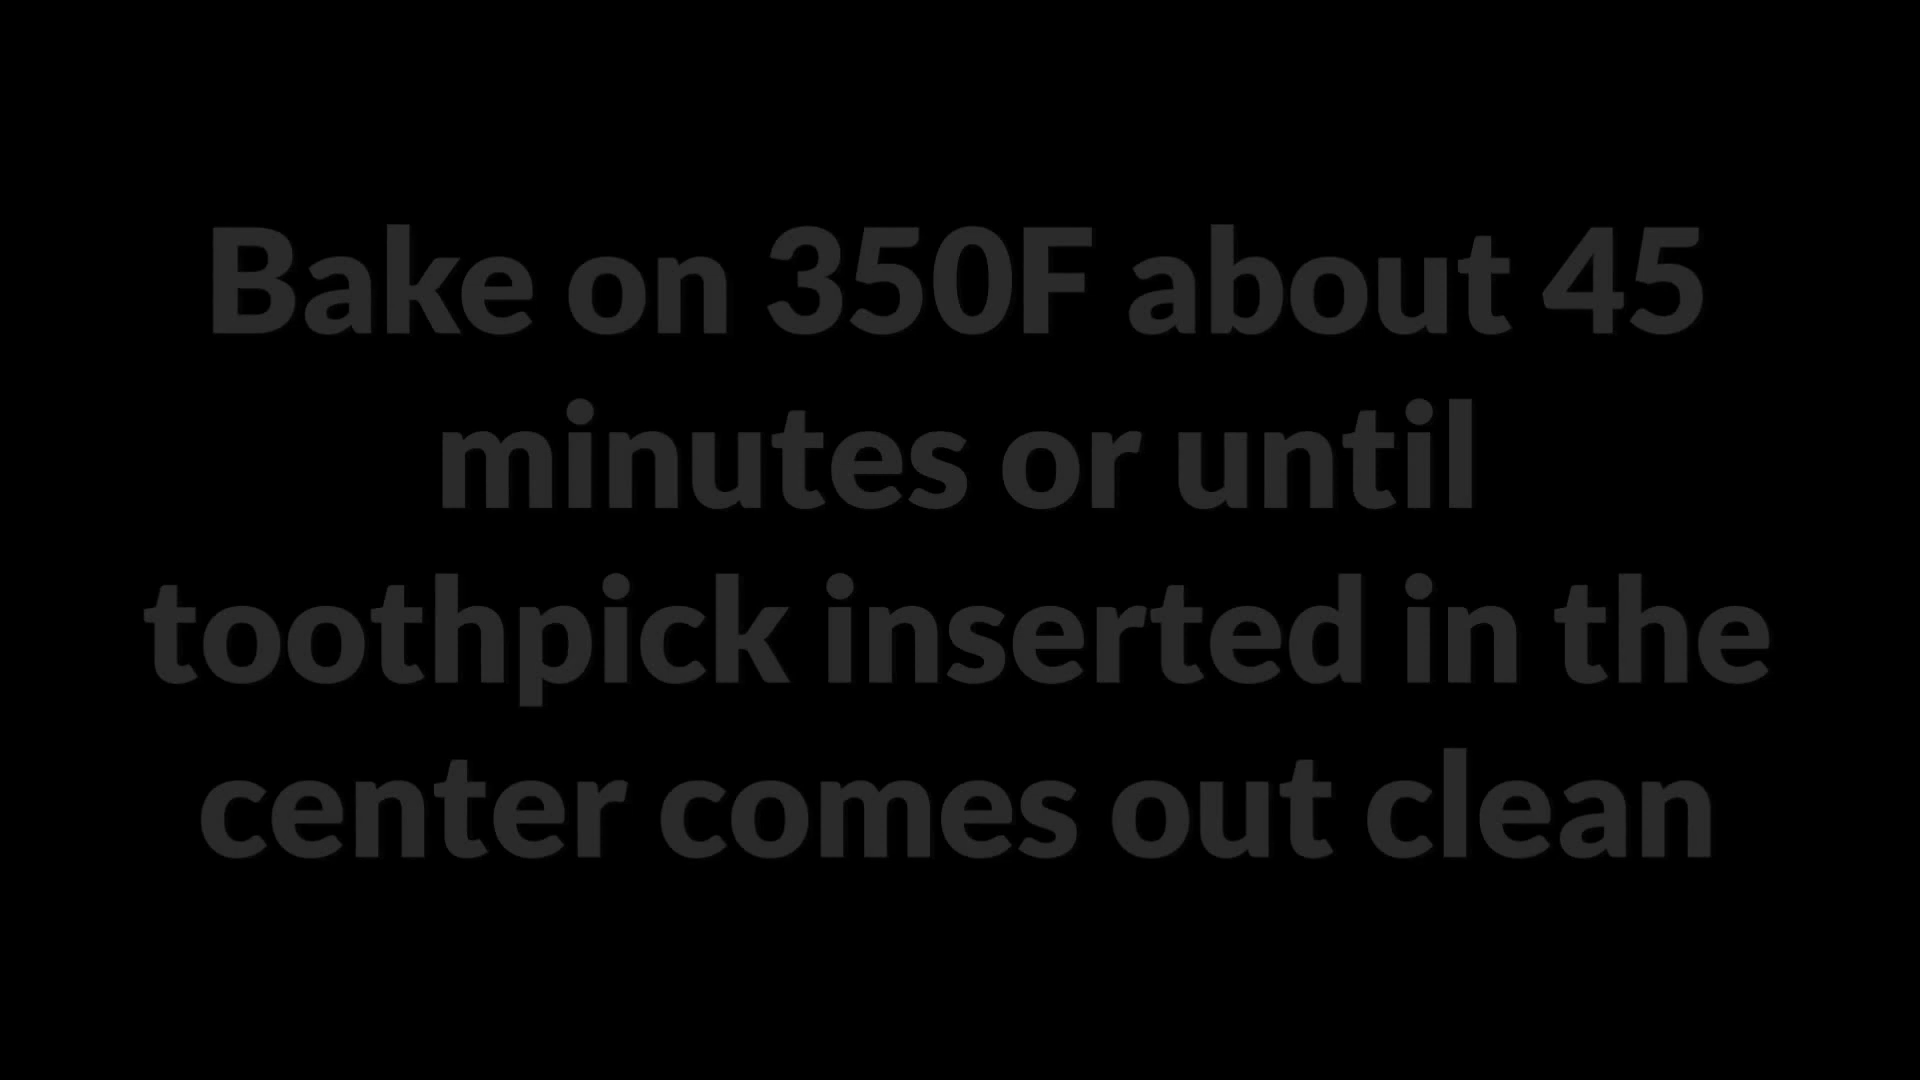 Bake on 350F about 45
minutes or until
toothpick inserted in the
center comes out clean